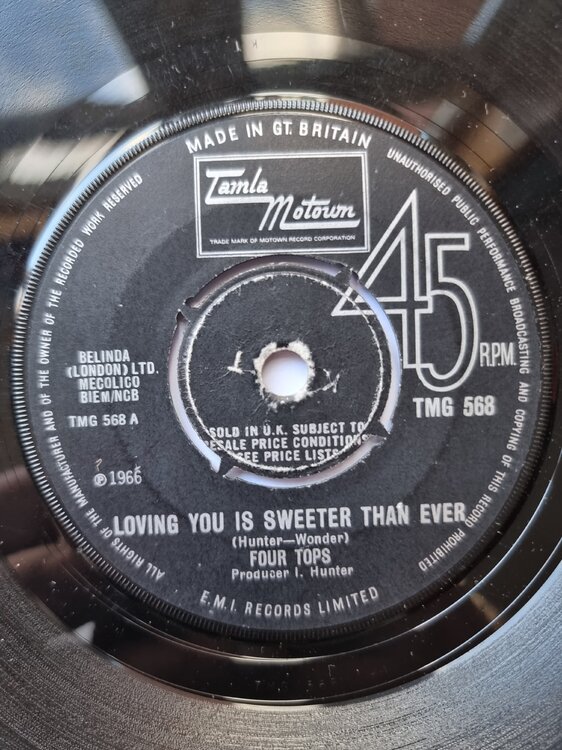 MADE IN GT. BRITAIN
Tamla
Motown
TRADE MARK OF MOTOWN RECORD CORPORATION
45
R.P.M.
TMG 568
BELINDA
(LONDON) LTD.
MECOLICO
BIEM/NCB
TMG 568 A
℗ 1966
SOLD IN U.K. SUBJECT TO
RESALE PRICE CONDITIONS
SEE PRICE LISTS
LOVING YOU IS SWEETER THAN EVER
(Hunter—Wonder)
FOUR TOPS
Producer I. Hunter
E.M.I. RECORDS LIMITED
ALL RIGHTS OF THE MANUFACTURER AND OF THE OWNER OF THE RECORDED WORK RESERVED
UNAUTHORISED PUBLIC PERFORMANCE BROADCASTING AND COPYING OF THIS RECORD PROHIBITED